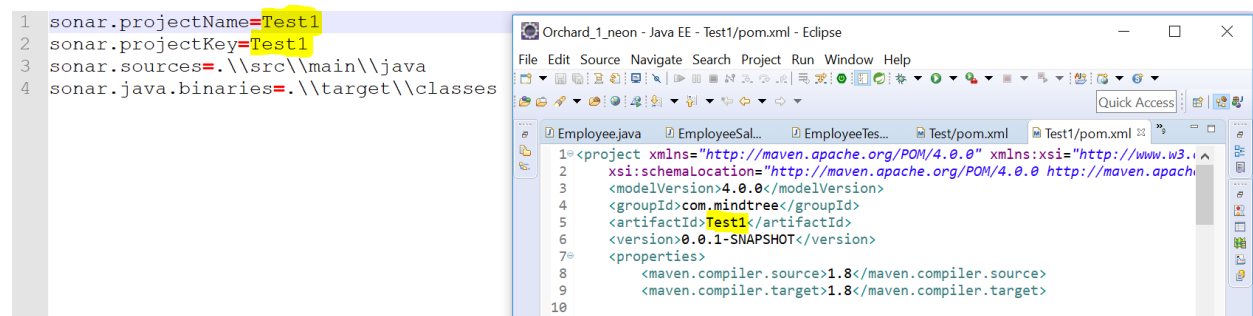 1 sonar.projectName=Test1
2 sonar.projectKey=Test1
3 sonar.sources=.\\src\\main\\java
4 sonar.java.binaries=.\\target\\classes
Orchard_1_neon - Java EE - Test1/pom.xml - Eclipse
File Edit Source Navigate Search Project Run Window Help
Quick Access
Employee.java EmployeeSal... EmployeeTes... Test/pom.xml Test1/pom.xml
1 <project xmlns="http://maven.apache.org/POM/4.0.0" xmlns:xsi="http://www.w3.
2 xsi:schemaLocation="http://maven.apache.org/POM/4.0.0 http://maven.apach
3 <modelVersion>4.0.0</modelVersion>
4 <groupId>com.mindtree</groupId>
5 <artifactId>Test1</artifactId>
6 <version>0.0.1-SNAPSHOT</version>
7 <properties>
8 <maven.compiler.source>1.8</maven.compiler.source>
9 <maven.compiler.target>1.8</maven.compiler.target>
10